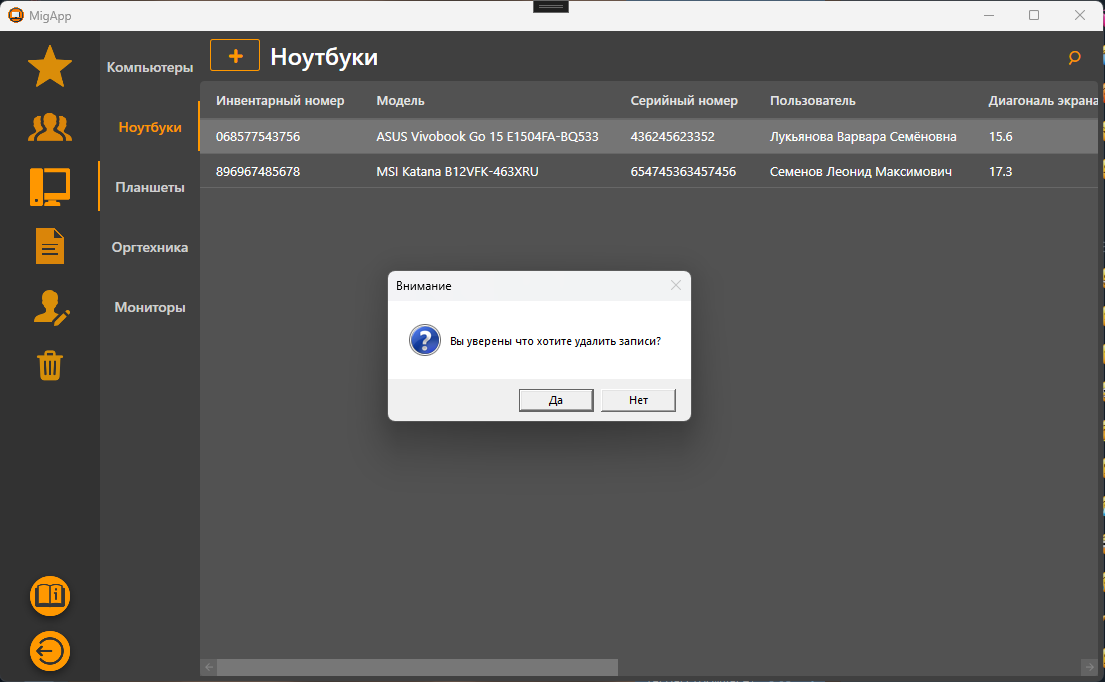 MigApp
Компьютеры
Ноутбуки
Планшеты
Оргтехника
Мониторы
+ Ноутбуки
Инвентарный номер Модель Серийный номер Пользователь Диагональ экрана
068577543756 ASUS Vivobook Go 15 E1504FA-BQ533 436245623352 Лукьянова Варвара Семёновна 15.6
896967485678 MSI Katana B12VFK-463XRU 654745363457456 Семенов Леонид Максимович 17.3
Внимание
Вы уверены что хотите удалить записи?
Да Нет